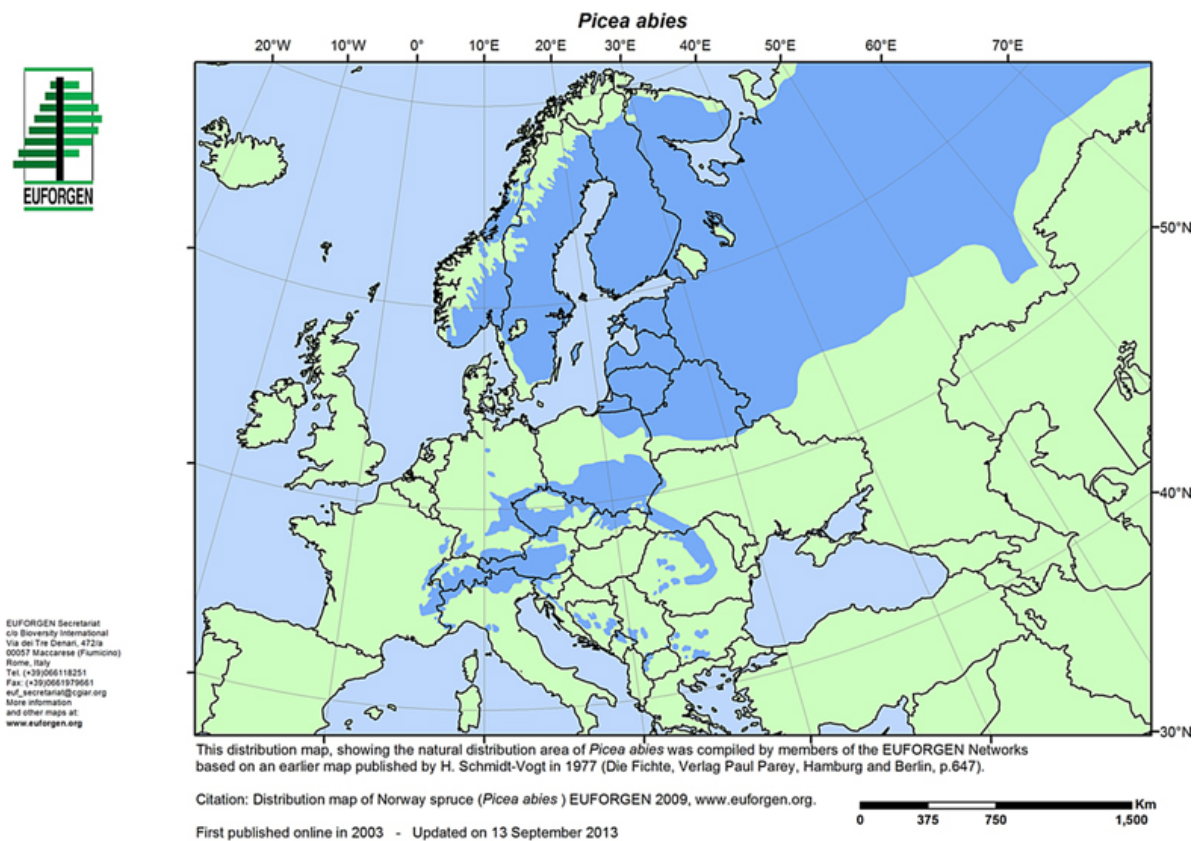 Picea abies
20°W 10°W 0° 10°E 20°E 30°E 40°E 50°E 60°E 70°E
EUFORGEN
50°N
40°N
30°N
EUFORGEN Secretariat
c/o Bioversity International
Via dei Tre Denari, 472/a
00057 Maccarese (Fiumicino)
Rome, Italy
Tel. (+39)066118251
Fax: (+39)0661979661
euf_secretariat@cgiar.org
More information
and other maps at:
www.euforgen.org
This distribution map, showing the natural distribution area of Picea abies was compiled by members of the EUFORGEN Networks
based on an earlier map published by H. Schmidt-Vogt in 1977 (Die Fichte, Verlag Paul Parey, Hamburg and Berlin, p.647).
Citation: Distribution map of Norway spruce (Picea abies ) EUFORGEN 2009, www.euforgen.org.
Km
0 375 750 1,500
First published online in 2003 - Updated on 13 September 2013